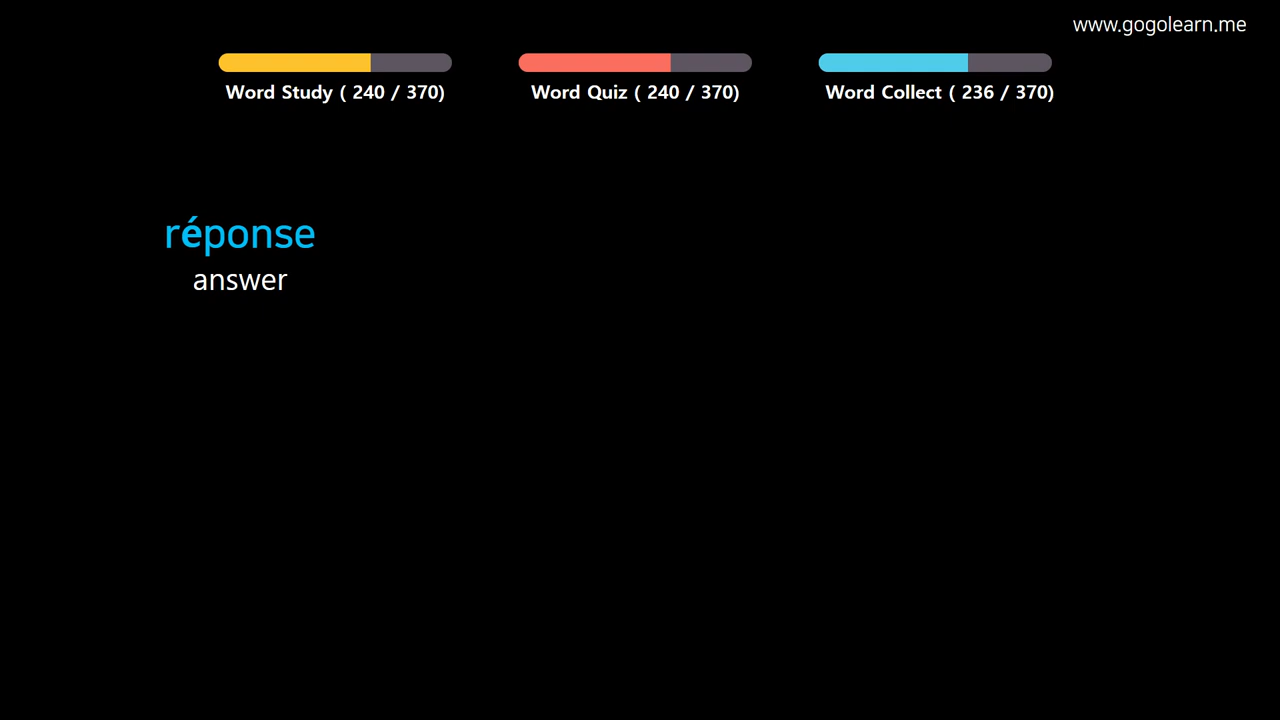 www.gogolearn.me
Word Study ( 240 / 370)
Word Quiz ( 240 / 370)
Word Collect ( 236 / 370)
réponse
answer